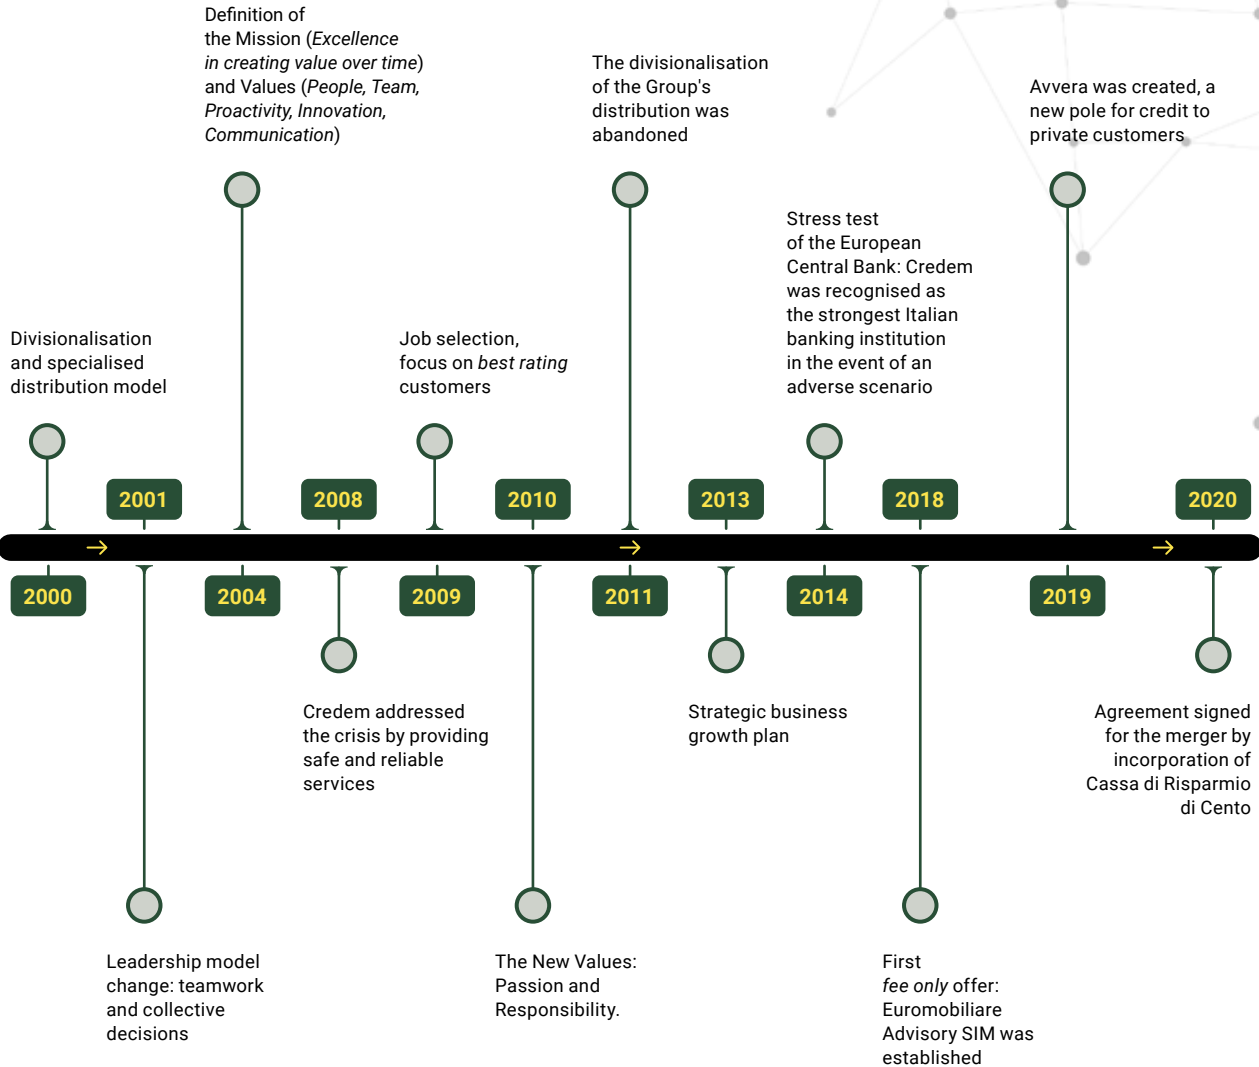 Definition of
the Mission (Excellence
in creating value over time)
and Values (People, Team,
Proactivity, Innovation,
Communication)
The divisionalisation
of the Group's
distribution was
abandoned
Avvera was created, a
new pole for credit to
private customers
Stress test
of the European
Central Bank: Credem
was recognised as
the strongest Italian
banking institution
in the event of an
adverse scenario
Divisionalisation
and specialised
distribution model
Job selection,
focus on best rating
customers
2001
2008
2010
2013
2018
2020
2000
2004
2009
2011
2014
2019
Credem addressed
the crisis by providing
safe and reliable
services
Strategic business
growth plan
Agreement signed
for the merger by
incorporation of
Cassa di Risparmio
di Cento
Leadership model
change: teamwork
and collective
decisions
The New Values:
Passion and
Responsibility.
First
fee only offer:
Euromobiliare
Advisory SIM was
established